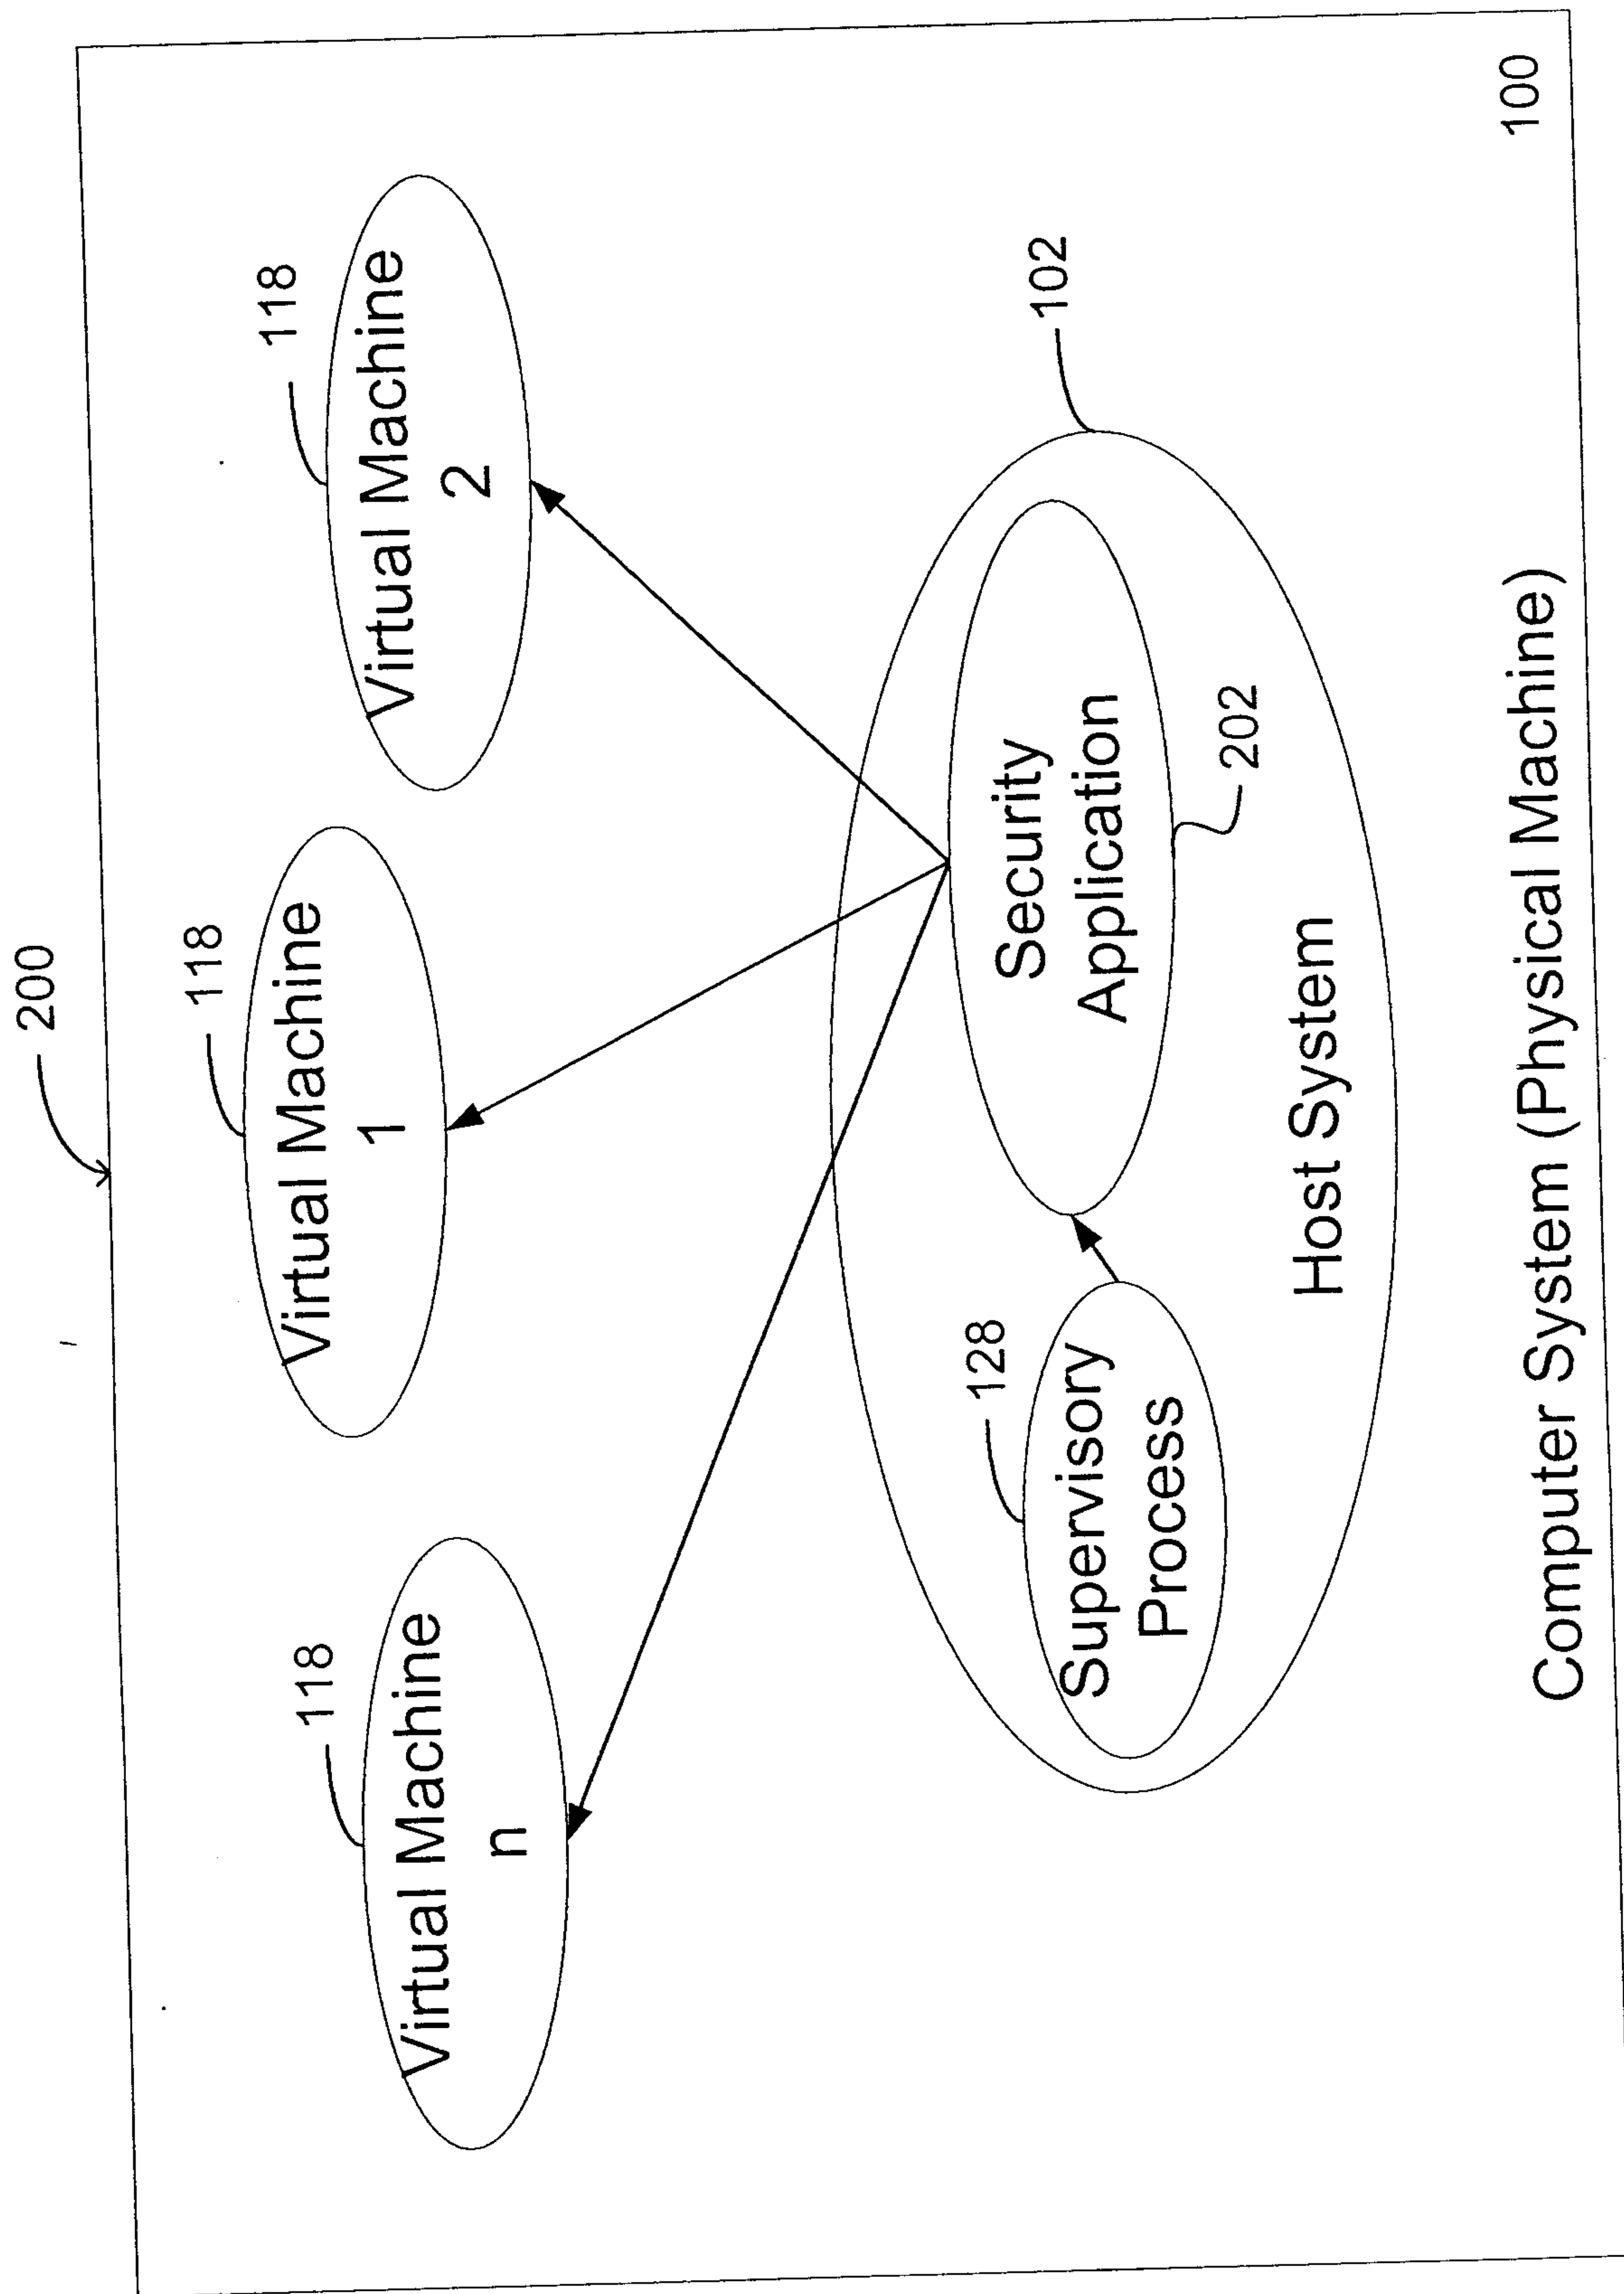 200
118
Virtual Machine
n
118
Virtual Machine
1
118
Virtual Machine
2
102
128
Supervisory
Process
Security
Application
202
Host System
Computer System (Physical Machine)
100